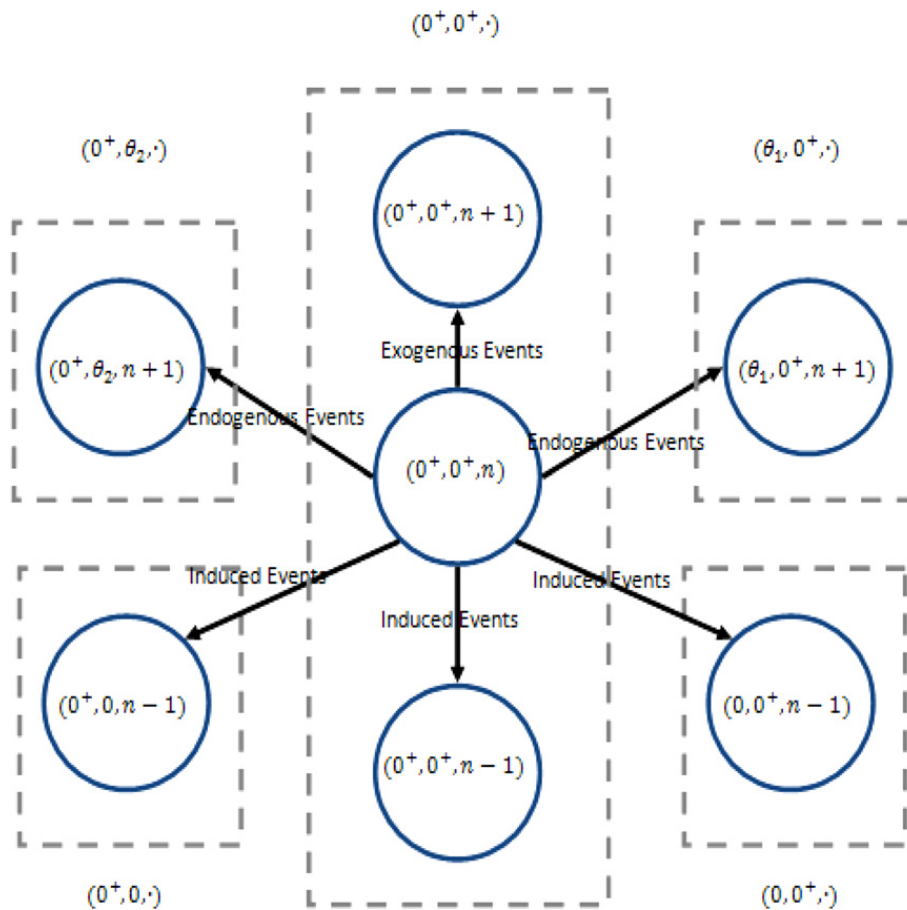 (0⁺, 0⁺,·)
(0⁺, θ₂,·)
(θ₁, 0⁺,·)
(0⁺, 0⁺, n + 1)
(0⁺, θ₂, n + 1)
Exogenous Events
(θ₁, 0⁺, n + 1)
Endogenous Events
Endogenous Events
(0⁺, 0⁺, n)
Induced Events
Induced Events
Induced Events
(0⁺, 0, n − 1)
(0⁺, 0⁺, n − 1)
(0, 0⁺, n − 1)
(0⁺, 0,·)
(0, 0⁺,·)